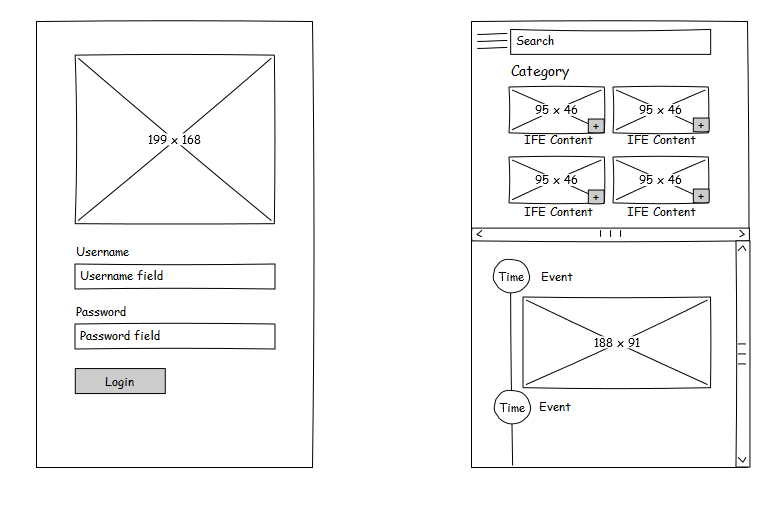 199 x 168
Username
Username field
Password
Password field
Login
Search
Category
95 x 46
95 x 46
+
+
IFE Content
IFE Content
95 x 46
95 x 46
+
+
IFE Content
IFE Content
Time
Event
188 x 91
Time
Event